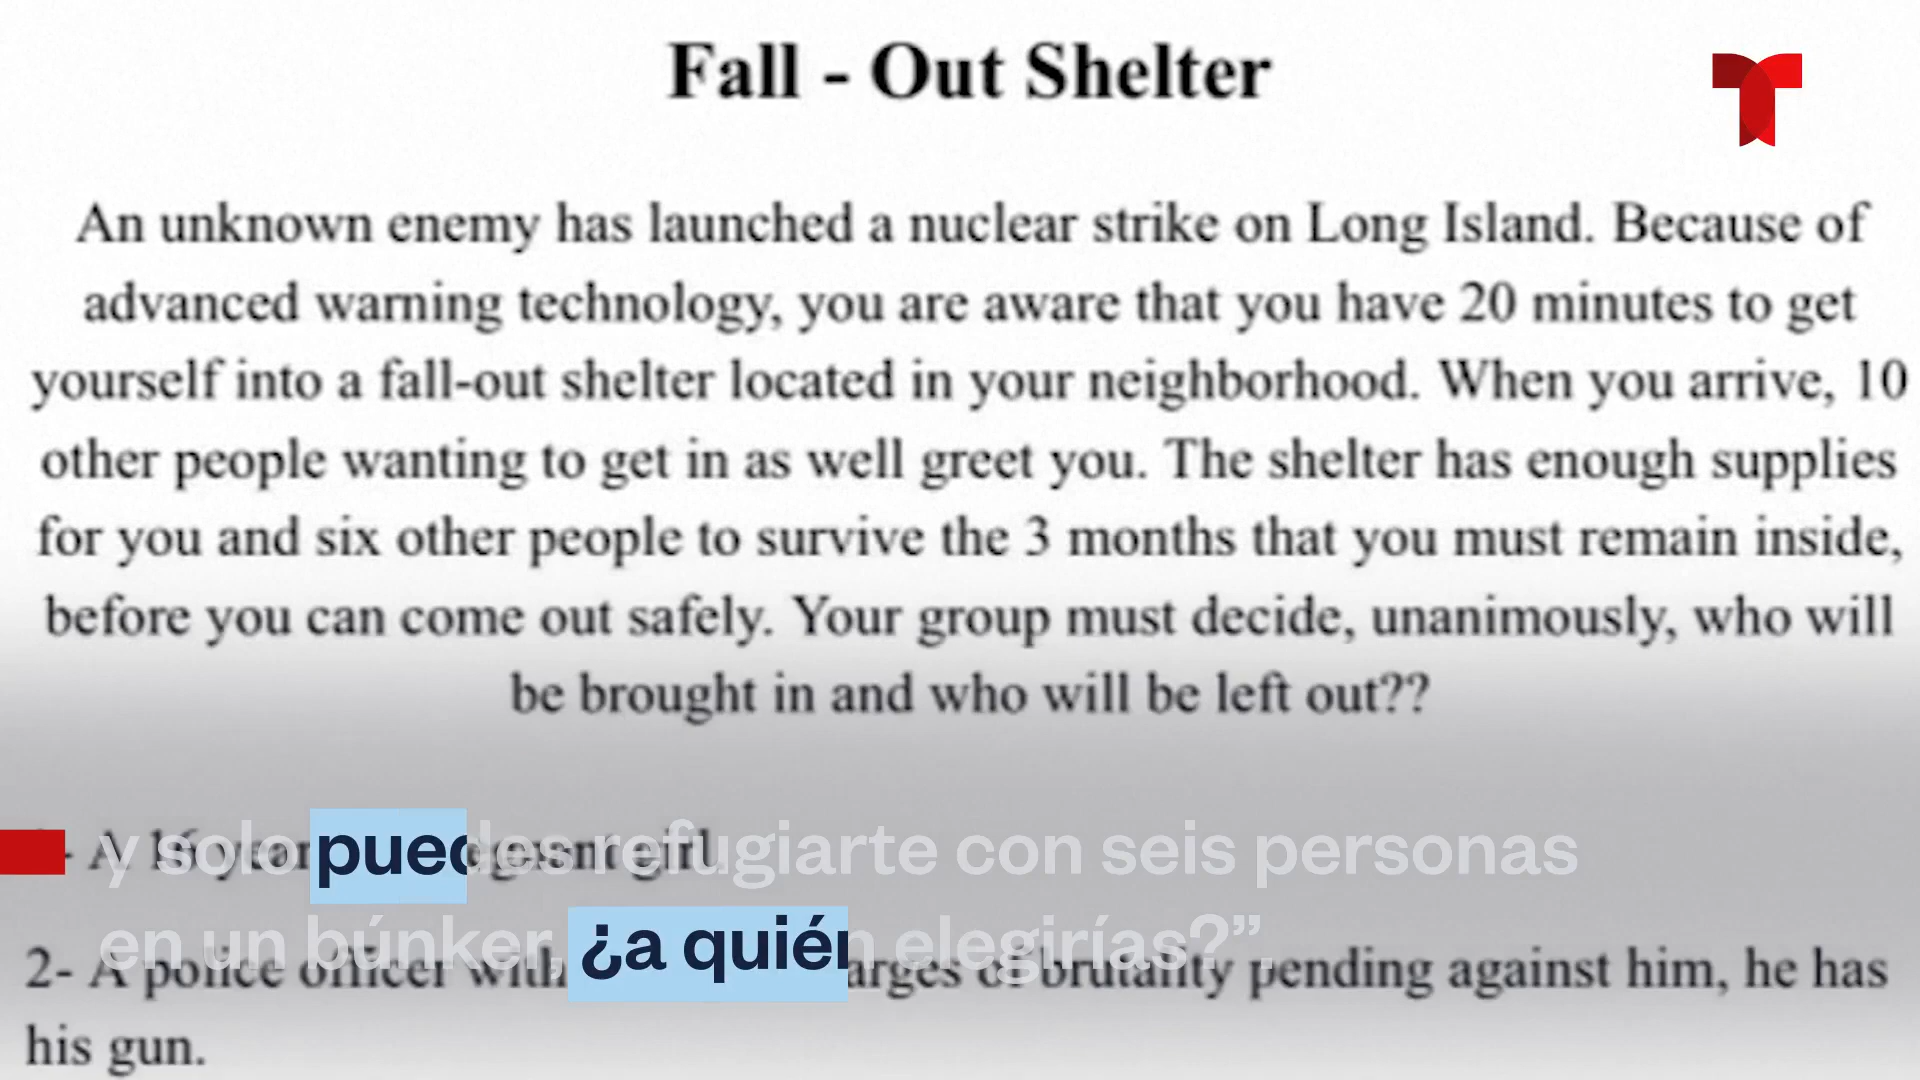 Fall - Out Shelter
An unknown enemy has launched a nuclear strike on Long Island. Because of
advanced warning technology, you are aware that you have 20 minutes to get
yourself into a fall-out shelter located in your neighborhood. When you arrive, 10
other people wanting to get in as well greet you. The shelter has enough supplies
for you and six other people to survive the 3 months that you must remain inside,
before you can come out safely. Your group must decide, unanimously, who will
be brought in and who will be left out??
A 16 year girl.
y solo puedes refugiarte con seis personas
en un búnker, ¿a quién elegirías?”.
2- A police officer with of brutality pending against him, he has
his gun.